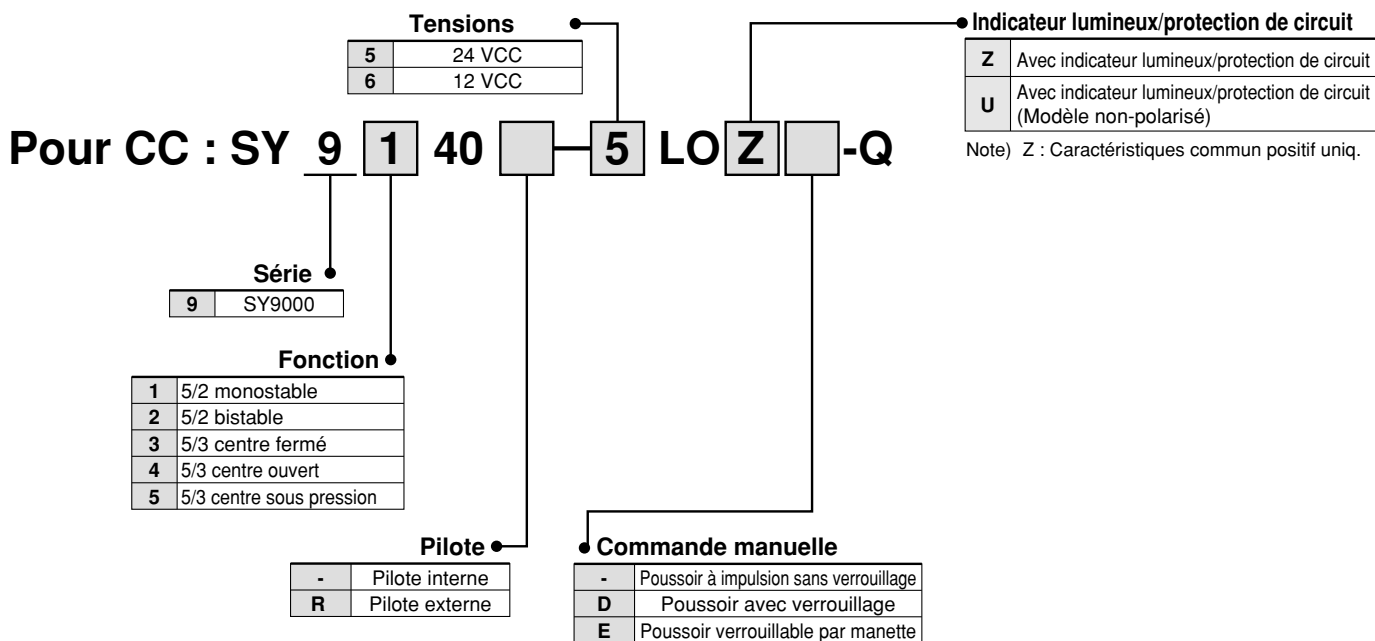 Tensions
5 24 VCC
6 12 VCC
Indicateur lumineux/protection de circuit
Z Avec indicateur lumineux/protection de circuit
U Avec indicateur lumineux/protection de circuit
(Modèle non-polarisé)
Note) Z : Caractéristiques commun positif uniq.
Pour CC : SY 9 1 40 - 5 LO Z -Q
Série
9 SY9000
Fonction
1 5/2 monostable
2 5/2 bistable
3 5/3 centre fermé
4 5/3 centre ouvert
5 5/3 centre sous pression
Pilote
- Pilote interne
R Pilote externe
Commande manuelle
- Poussoir à impulsion sans verrouillage
D Poussoir avec verrouillage
E Poussoir verrouillable par manette